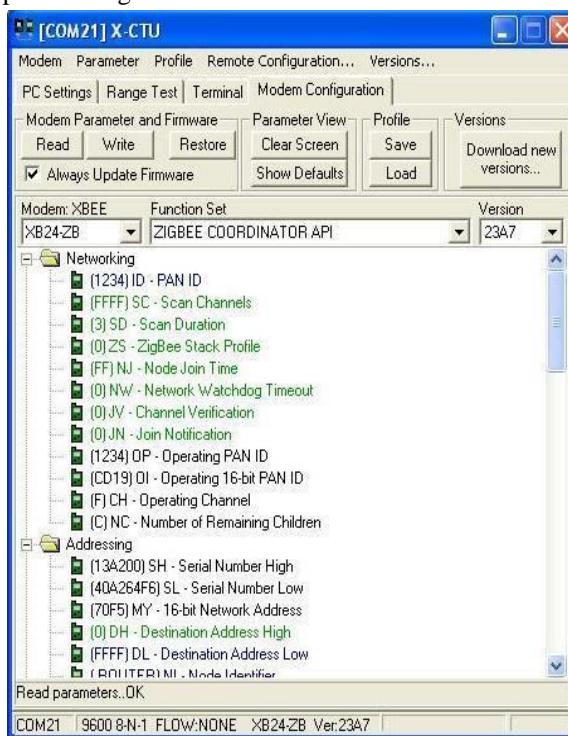 [COM21] X-CTU
Modem Parameter Profile Remote Configuration... Versions...
PC Settings Range Test Terminal Modem Configuration
Modem Parameter and Firmware Parameter View Profile Versions
Read Write Restore Clear Screen Save Download new versions...
Always Update Firmware Show Defaults Load
Modem: XBEE Function Set Version
XB24-ZB ZIGBEE COORDINATOR API 23A7
Networking
(1234) ID - PAN ID
(FFFF) SC - Scan Channels
(3) SD - Scan Duration
(0) ZS - ZigBee Stack Profile
(FF) NJ - Node Join Time
(0) NW - Network Watchdog Timeout
(0) JV - Channel Verification
(0) JN - Join Notification
(1234) OP - Operating PAN ID
(CD19) OI - Operating 16-bit PAN ID
(F) CH - Operating Channel
(C) NC - Number of Remaining Children
Addressing
(13A200) SH - Serial Number High
(40A264F6) SL - Serial Number Low
(70F5) MY - 16-bit Network Address
(0) DH - Destination Address High
(FFFF) DL - Destination Address Low
( ROUTER) NI - Node Identifier
Read parameters..OK
COM21 9600 8-N-1 FLOW:NONE XB24-ZB Ver:23A7